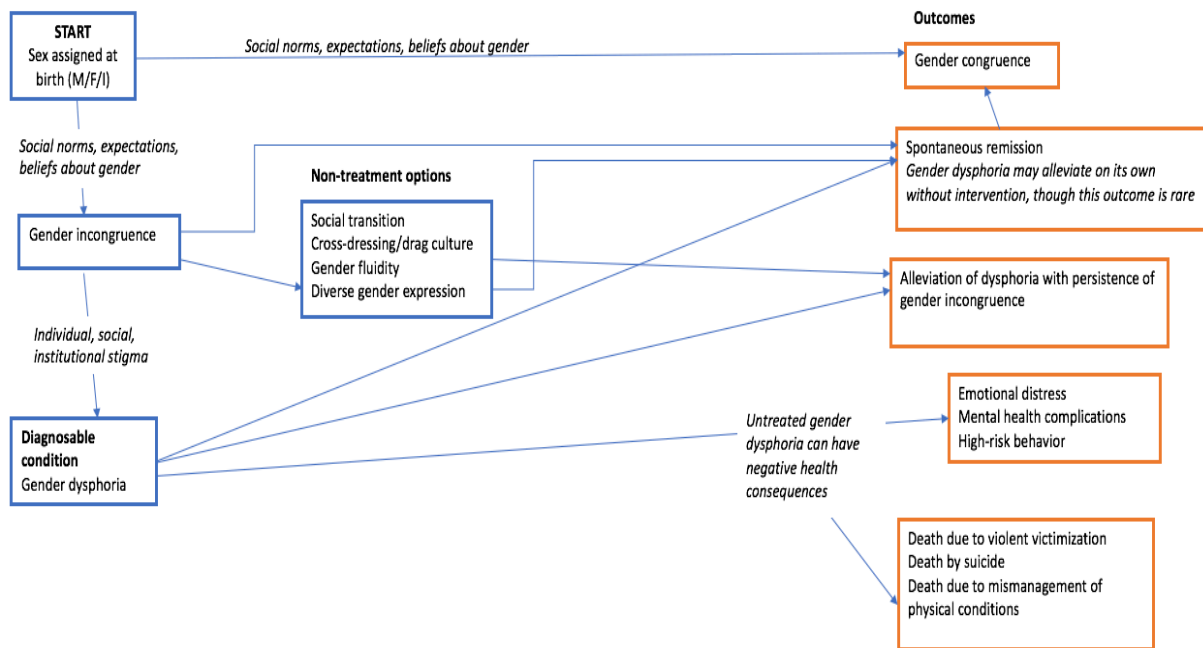 START
Sex assigned at
birth (M/F/I)
Social norms, expectations, beliefs about gender
Outcomes
Gender congruence
Social norms, expectations,
beliefs about gender
Spontaneous remission
Gender dysphoria may alleviate on its own
without intervention, though this outcome is rare
Non-treatment options
Social transition
Cross-dressing/drag culture
Gender fluidity
Diverse gender expression
Gender incongruence
Alleviation of dysphoria with persistence of
gender incongruence
Individual, social,
institutional stigma
Diagnosable
condition
Gender dysphoria
Untreated gender
dysphoria can have
negative health
consequences
Emotional distress
Mental health complications
High-risk behavior
Death due to violent victimization
Death by suicide
Death due to mismanagement of
physical conditions